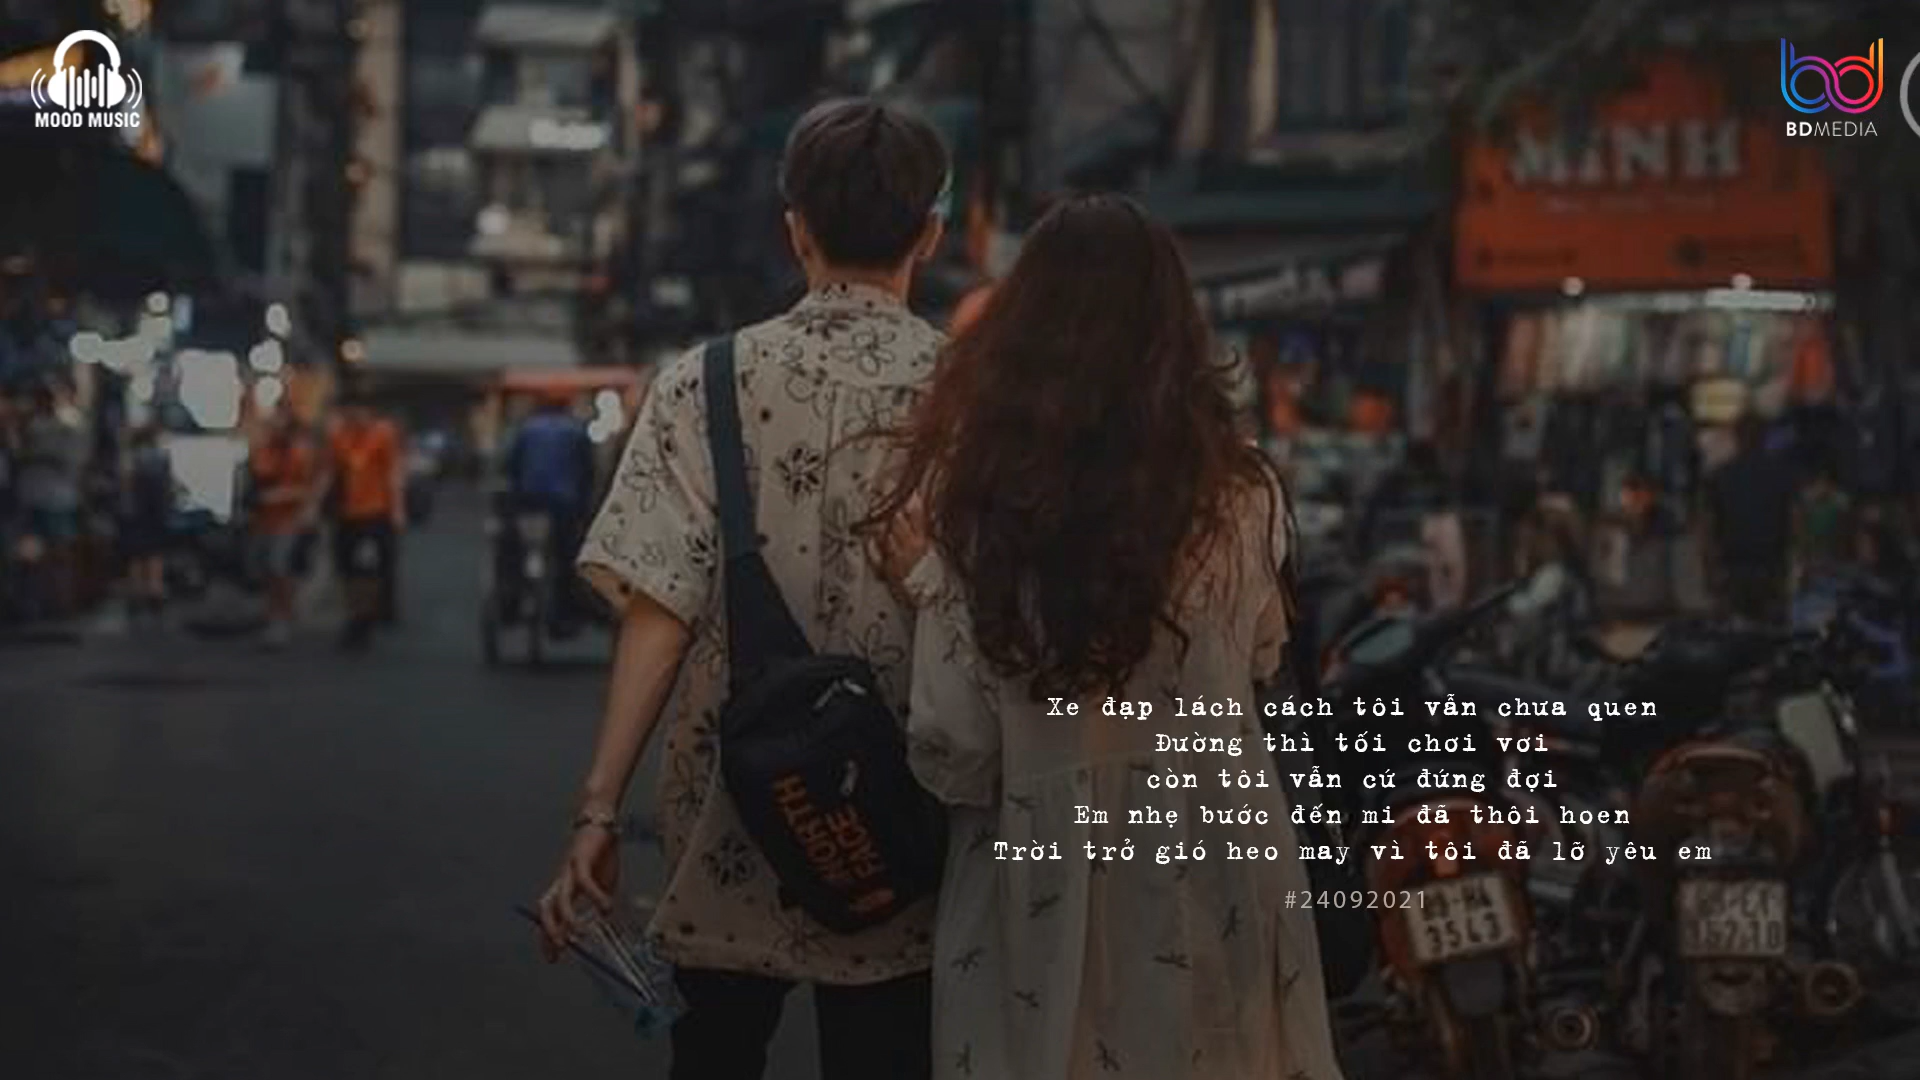 MOOD MUSIC
BDMEDIA
MINH
Xe đạp lách cách tôi vẫn chưa quen
Đường thì tối chơi vơi
còn tôi vẫn cứ đứng đợi
Em nhẹ bước đến mi đã thôi hoen
Trời trở gió heo may vì tôi đã lỡ yêu em
#24092021
NORTH
FACE
3543